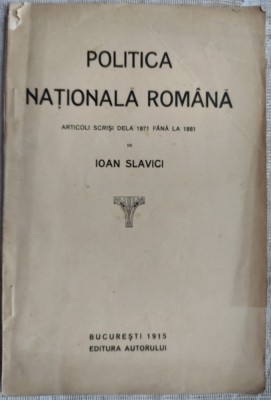 POLITICA
NAȚIONALĂ ROMÂNĂ
ARTICOLI SCRIȘI DELA 1871 PÂNĂ LA 1881
DE
IOAN SLAVICI
BUCUREȘTI 1915
EDITURA AUTORULUI